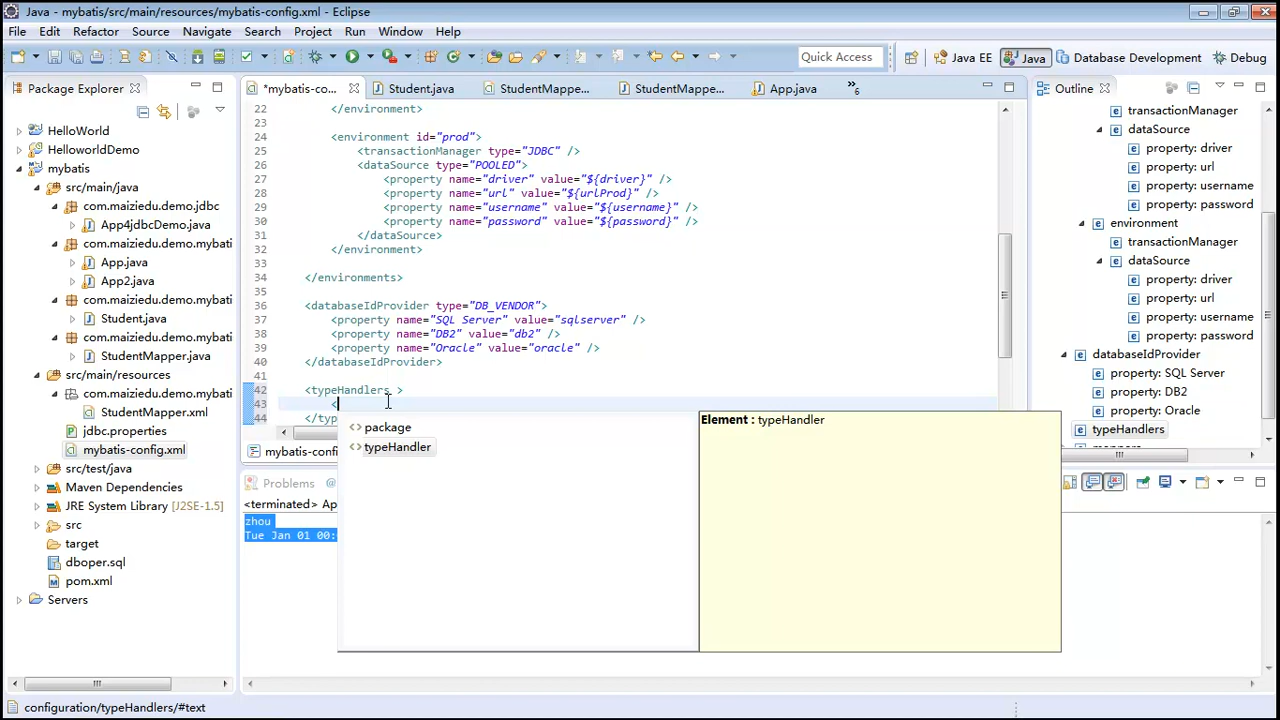 Java - mybatis/src/main/resources/mybatis-config.xml - Eclipse
File Edit Refactor Source Navigate Search Project Run Window Help
Quick Access
Java EE
Java
Database Development
Debug
Package Explorer
HelloWorld
HelloworldDemo
mybatis
src/main/java
com.maiziedu.demo.jdbc
App4jdbcDemo.java
com.maiziedu.demo.mybati
App.java
App2.java
com.maiziedu.demo.mybati
Student.java
com.maiziedu.demo.mybati
StudentMapper.java
src/main/resources
com.maiziedu.demo.mybati
StudentMapper.xml
jdbc.properties
mybatis-config.xml
src/test/java
Maven Dependencies
JRE System Library [J2SE-1.5]
src
target
dboper.sql
pom.xml
Servers
*mybatis-co...
Student.java
StudentMappe...
StudentMappe...
App.java
»6
22 </environment>
23
24 <environment id="prod">
25 <transactionManager type="JDBC" />
26 <dataSource type="POOLED">
27 <property name="driver" value="${driver}" />
28 <property name="url" value="${urlProd}" />
29 <property name="username" value="${username}" />
30 <property name="password" value="${password}" />
31 </dataSource>
32 </environment>
33
34 </environments>
35
36 <databaseIdProvider type="DB_VENDOR">
37 <property name="SQL Server" value="sqlserver" />
38 <property name="DB2" value="db2" />
39 <property name="Oracle" value="oracle" />
40 </databaseIdProvider>
41
42 <typeHandlers >
43 <
44 </typ
package
typeHandler
Element : typeHandler
mybatis-confi
Problems @
<terminated> Ap
zhou
Tue Jan 01 00:
Outline
transactionManager
dataSource
property: driver
property: url
property: username
property: password
environment
transactionManager
dataSource
property: driver
property: url
property: username
property: password
databaseIdProvider
property: SQL Server
property: DB2
property: Oracle
typeHandlers
configuration/typeHandlers/#text